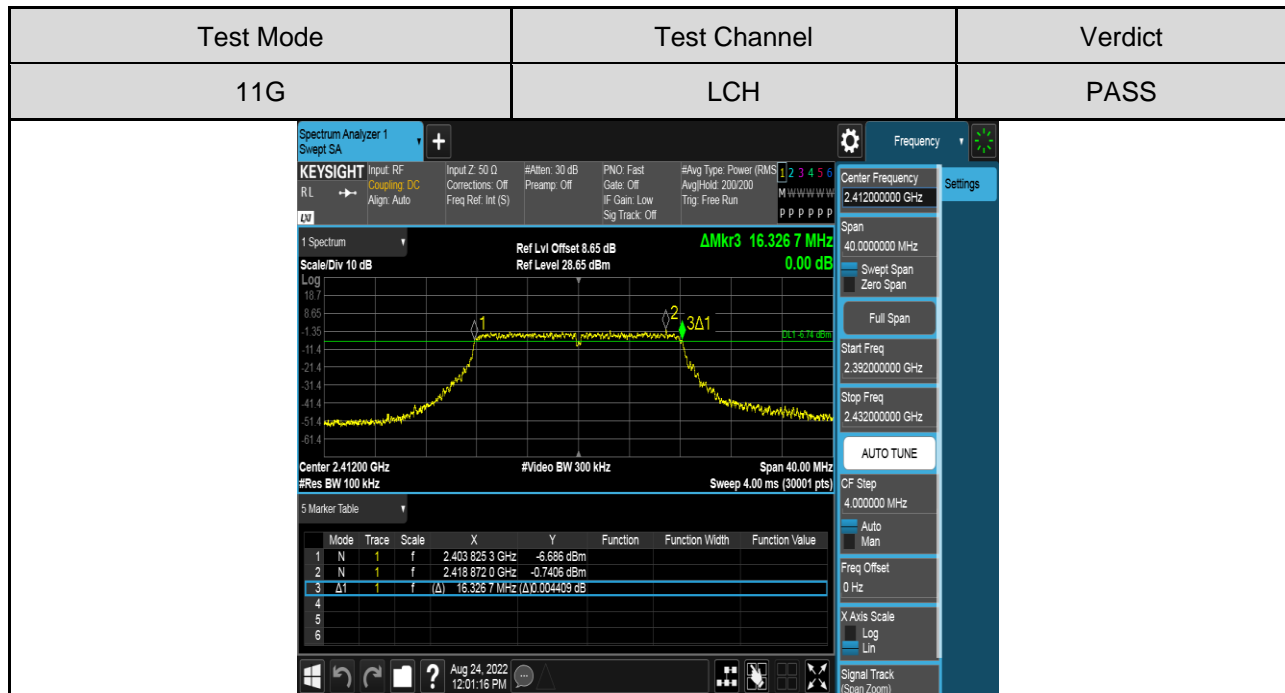 Test Mode Test Channel Verdict
11G LCH PASS
Spectrum Analyzer 1
Swept SA
+
Frequency
KEYSIGHT
RL
LXI
Input: RF
Coupling: DC
Align: Auto
Input Z: 50 Ω
Corrections: Off
Freq Ref: Int (S)
#Atten: 30 dB
Preamp: Off
PNO: Fast
Gate: Off
IF Gain: Low
Sig Track: Off
#Avg Type: Power (RMS
Avg|Hold: 200/200
Trig: Free Run
1 2 3 4 5 6
M W W W W W
P P P P P P
1 Spectrum
Scale/Div 10 dB
Ref Lvl Offset 8.65 dB
Ref Level 28.65 dBm
ΔMkr3 16.326 7 MHz
0.00 dB
Log
18.7
8.65
-1.35
-11.4
-21.4
-31.4
-41.4
-51.4
-61.4
1
2
3Δ1
DL1 -6.74 dBm
Center 2.41200 GHz #Video BW 300 kHz Span 40.00 MHz
#Res BW 100 kHz Sweep 4.00 ms (30001 pts)
5 Marker Table
Mode Trace Scale X Y Function Function Width Function Value
1 N 1 f 2.403 825 3 GHz -6.686 dBm
2 N 1 f 2.418 872 0 GHz -0.7406 dBm
3 Δ1 1 f (Δ) 16.326 7 MHz (Δ)0.004409 dB
4
5
6
Aug 24, 2022
12:01:16 PM
Center Frequency
2.412000000 GHz
Settings
Span
40.0000000 MHz
Swept Span
Zero Span
Full Span
Start Freq
2.392000000 GHz
Stop Freq
2.432000000 GHz
AUTO TUNE
CF Step
4.000000 MHz
Auto
Man
Freq Offset
0 Hz
X Axis Scale
Log
Lin
Signal Track
(Span Zoom)